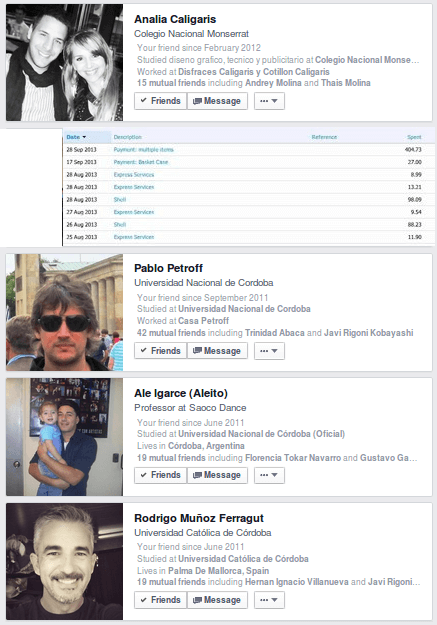 Analia Caligaris
Colegio Nacional Monserrat
Your friend since February 2012
Studied diseno grafico, tecnico y publicitario at Colegio Nacional Monse...
Worked at Disfraces Caligaris y Cotillon Caligaris
15 mutual friends including Andrey Molina and Thais Molina
Friends Message ...
Date Description Reference Spent
28 Sep 2013 Payment: multiple items 404.73
17 Sep 2013 Payment: Basket Case 27.00
28 Aug 2013 Express Services 8.99
28 Aug 2013 Express Services 13.21
28 Aug 2013 Shell 98.09
27 Aug 2013 Express Services 9.54
26 Aug 2013 Shell 88.23
25 Aug 2013 Express Services 11.90
Pablo Petroff
Universidad Nacional de Cordoba
Your friend since September 2011
Studied at Universidad Nacional de Cordoba
Worked at Casa Petroff
42 mutual friends including Trinidad Abaca and Javi Rigoni Kobayashi
Friends Message ...
Ale Igarce (Aleito)
Professor at Saoco Dance
Your friend since June 2011
Studied at Universidad Nacional de Córdoba (Oficial)
Lives in Córdoba, Argentina
19 mutual friends including Florencia Tokar Navarro and Gustavo Ga...
Friends Message ...
Rodrigo Muñoz Ferragut
Universidad Católica de Córdoba
Your friend since June 2011
Studied at Universidad Católica de Córdoba
Lives in Palma De Mallorca, Spain
19 mutual friends including Hernan Ignacio Villanueva and Javi Rigoni...
Friends Message ...